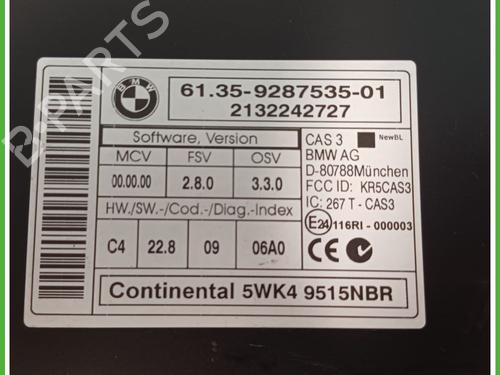 BMW
61.35-9287535-01
2132242727
Software, Version
MCV FSV OSV
00.00.00 2.8.0 3.3.0
HW./SW.-/Cod.-/Diag.-Index
C4 22.8 09 06A0
CAS 3 NewBL
BMW AG
D-80788München
FCC ID: KR5CAS3
IC: 267 T - CAS3
E24 116RI - 000003
CE
Continental 5WK4 9515NBR
B-PARTS